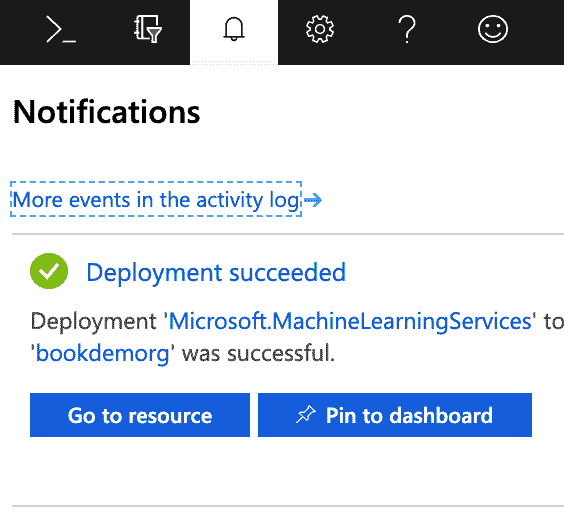 Notifications
More events in the activity log→
Deployment succeeded
Deployment 'Microsoft.MachineLearningServices' to
'bookdemorg' was successful.
Go to resource
Pin to dashboard